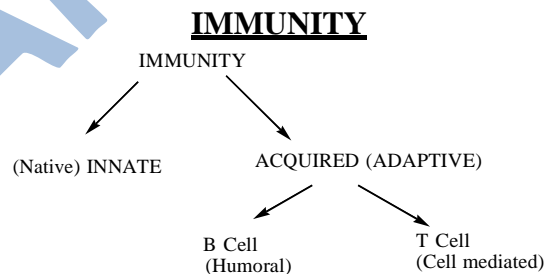 IMMUNITY
IMMUNITY
(Native) INNATE
ACQUIRED (ADAPTIVE)
B Cell
(Humoral)
T Cell
(Cell mediated)